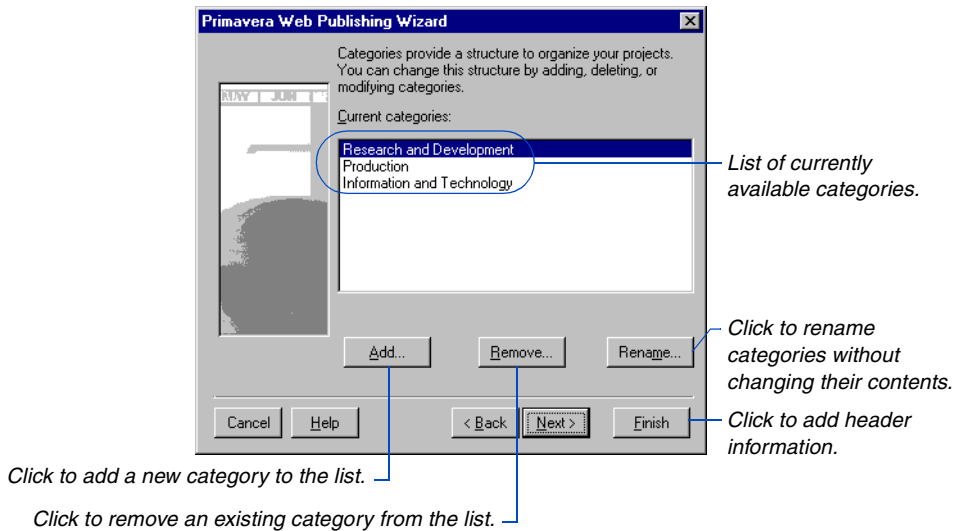 Primavera Web Publishing Wizard
Categories provide a structure to organize your projects.
You can change this structure by adding, deleting, or
modifying categories.
Current categories:
Research and Development
Production
Information and Technology
List of currently
available categories.
Add...
Remove...
Rename...
Click to rename
categories without
changing their contents.
Cancel
Help
< Back
Next >
Finish
Click to add header
information.
Click to add a new category to the list.
Click to remove an existing category from the list.